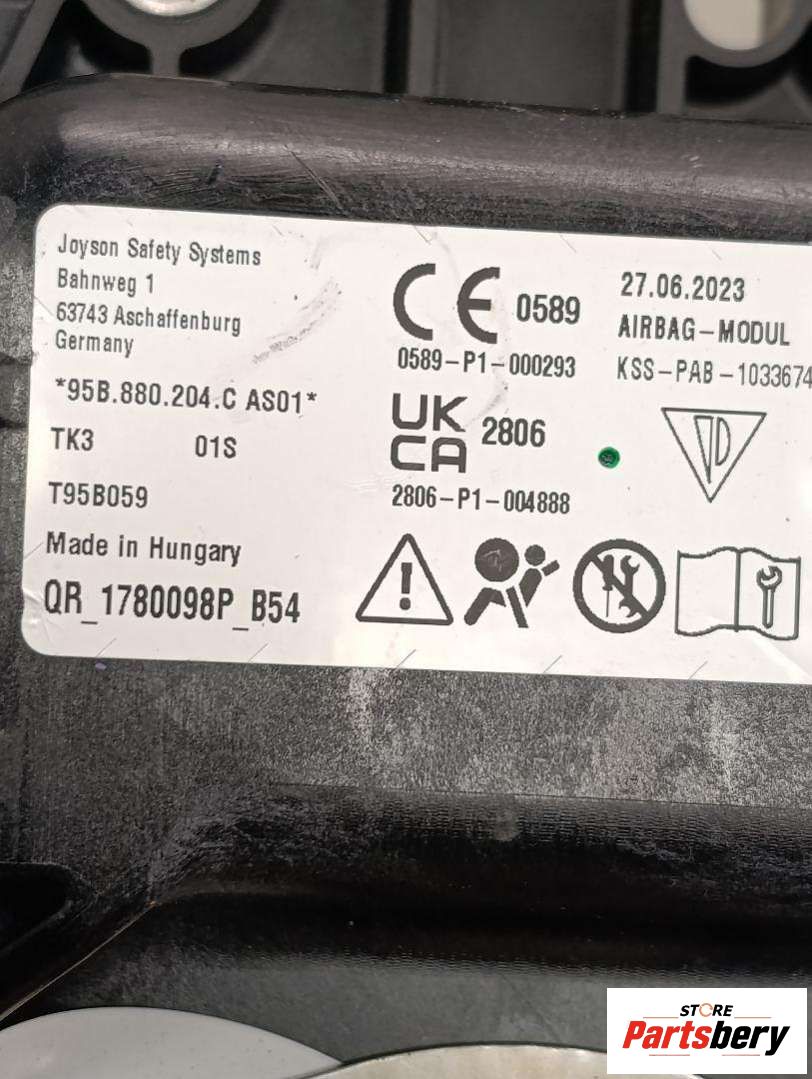 Joyson Safety Systems
Bahnweg 1
63743 Aschaffenburg
Germany
*95B.880.204.C AS01*
TK3 01S
T95B059
Made in Hungary
QR_1780098P_B54
CE 0589
0589-P1-000293
UK
CA 2806
2806-P1-004888
27.06.2023
AIRBAG-MODUL
KSS-PAB-1033674
STORE
Partsbery